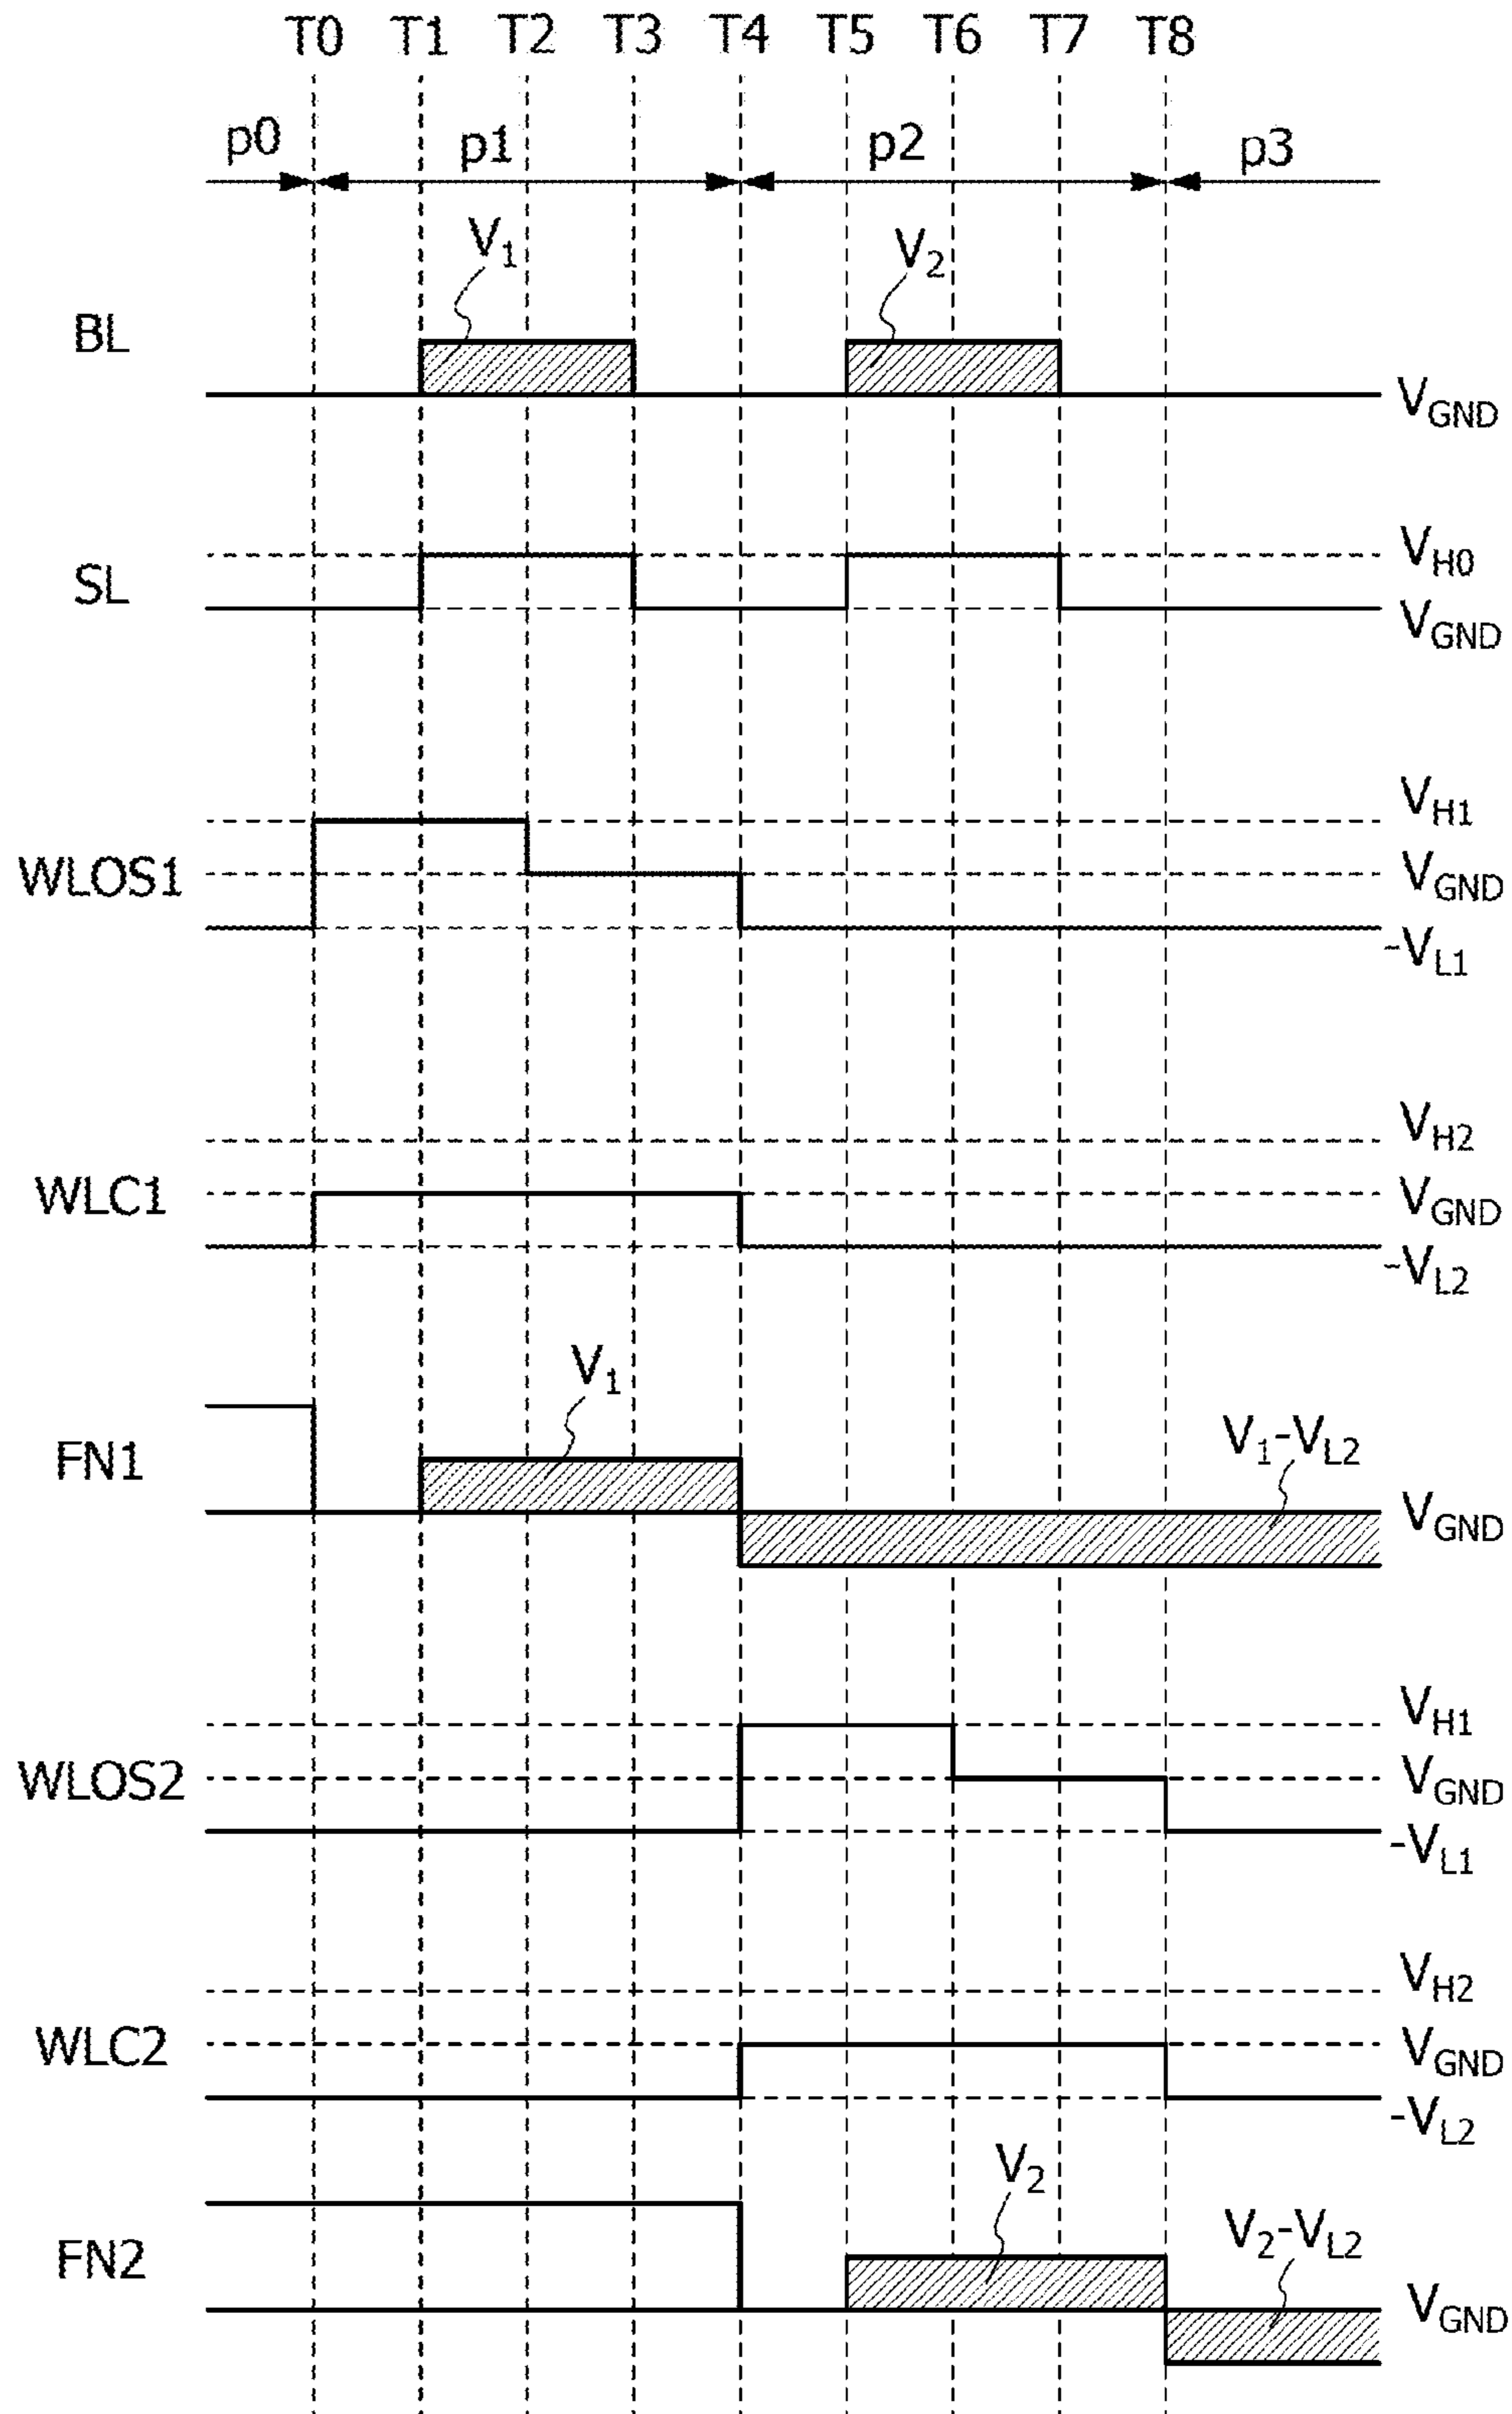 T0 T1 T2 T3 T4 T5 T6 T7 T8
p0 p1 p2 p3
V1 V2
BL
VGND
SL
VH0
VGND
WLOS1
VH1
VGND
-VL1
WLC1
VH2
VGND
-VL2
V1
V1-VL2
FN1
VGND
WLOS2
VH1
VGND
-VL1
WLC2
VH2
VGND
-VL2
V2
V2-VL2
FN2
VGND